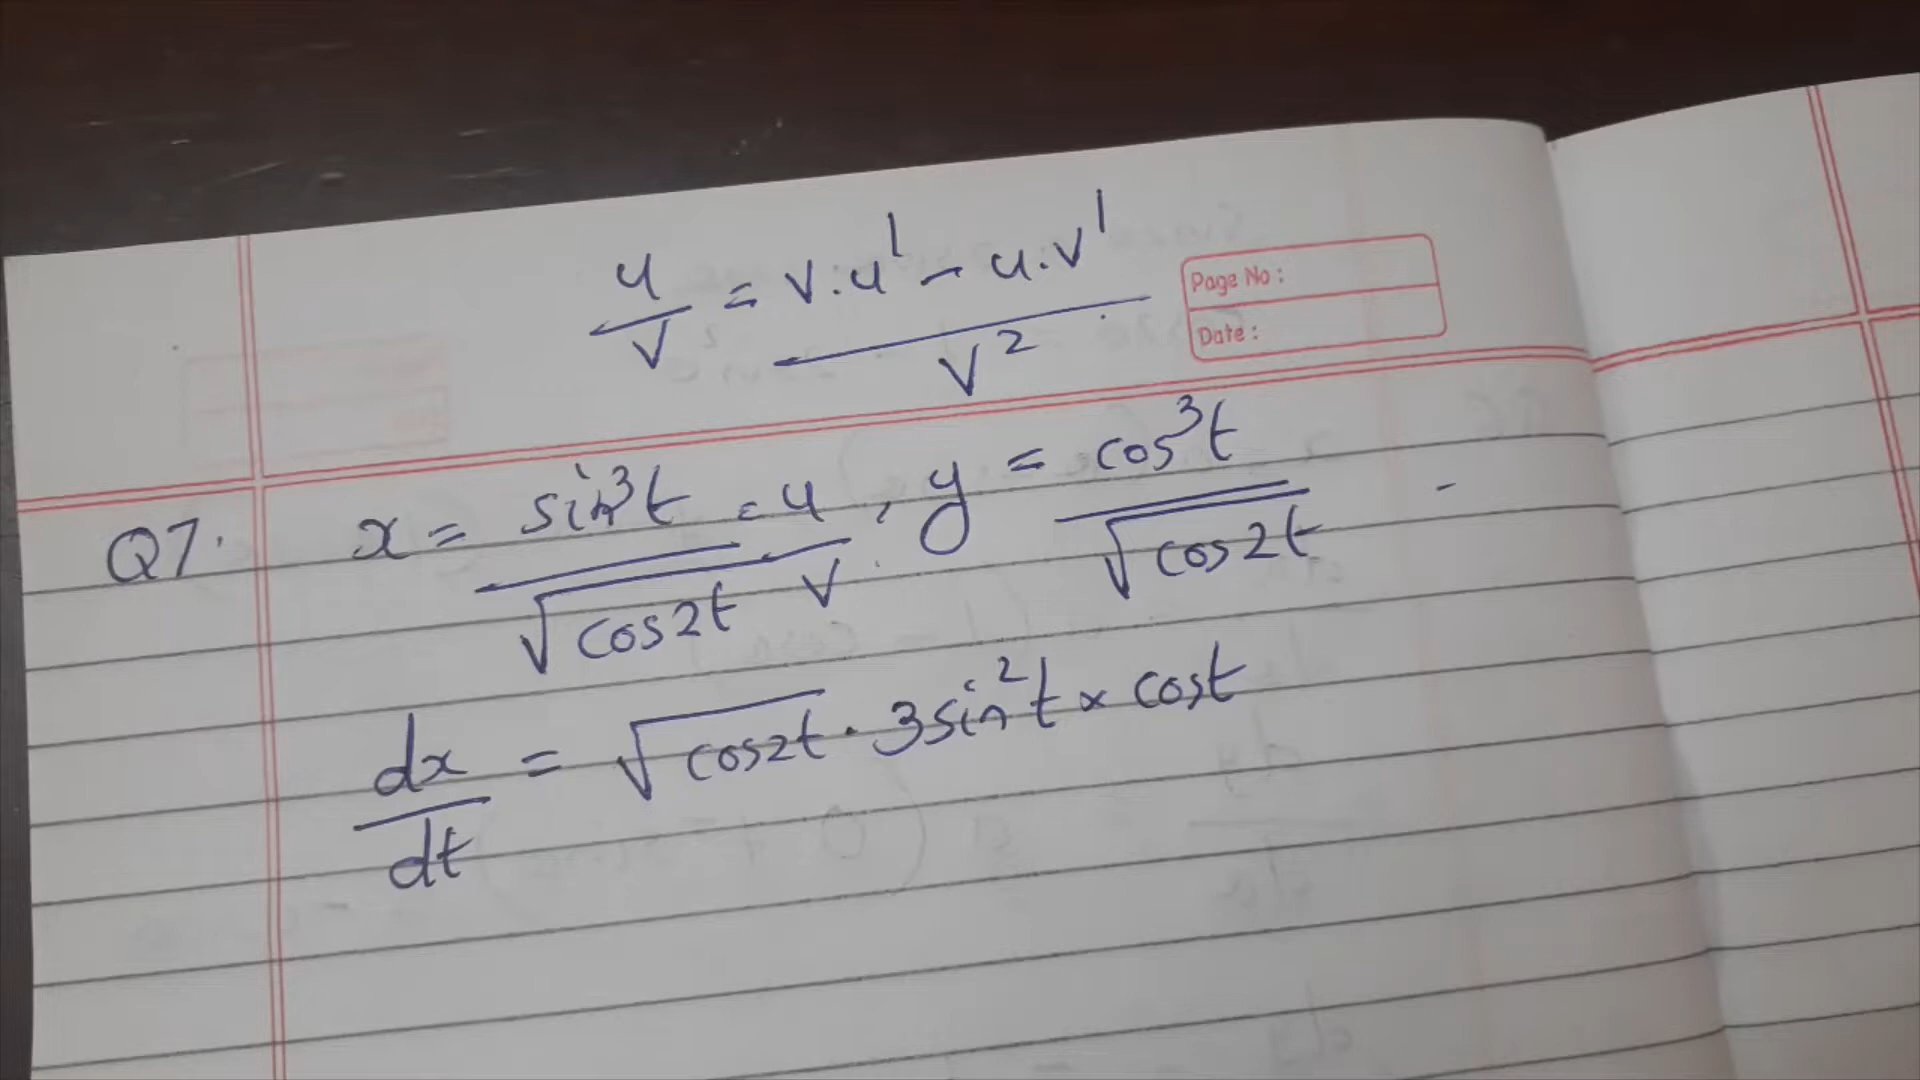 u/v = v.u' - u.v' / v²
Page No :
Date :
Q7. x = sin³t / √cos2t = u / v , y = cos³t / √cos2t
dx/dt = √cos2t . 3sin²t × cost